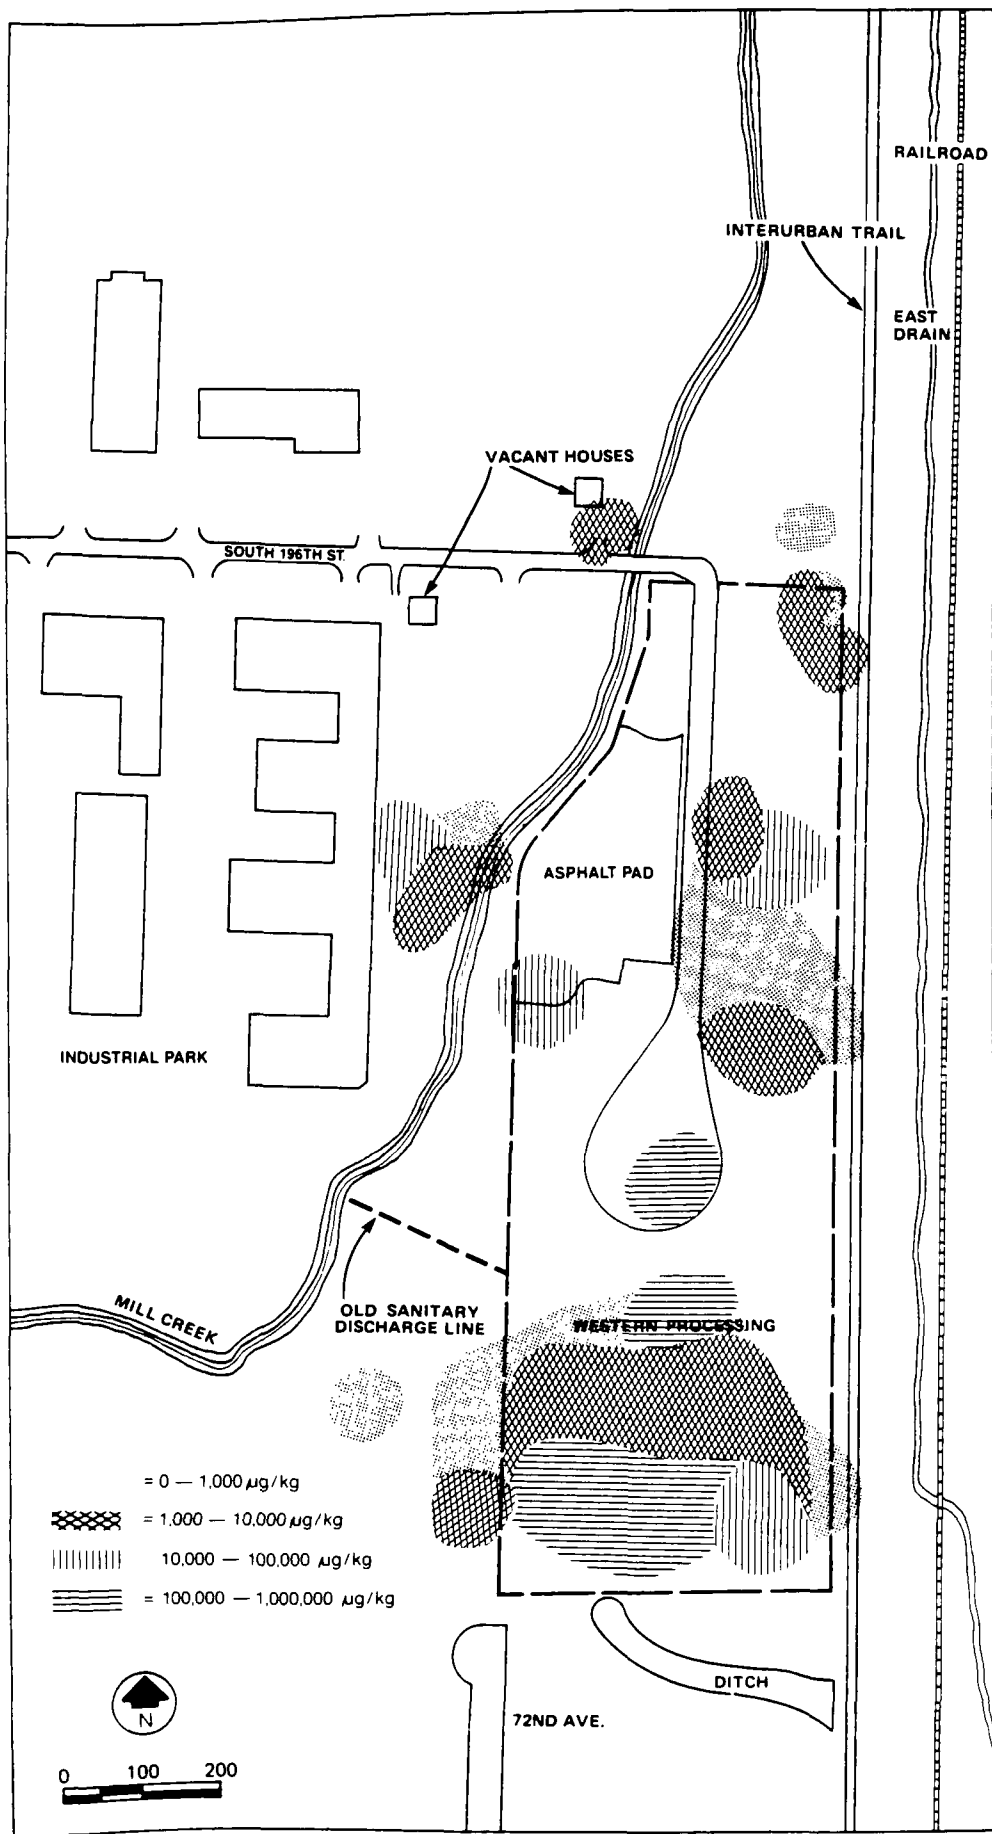 RAILROAD
INTERURBAN TRAIL
EAST
DRAIN
VACANT HOUSES
SOUTH 196TH ST.
ASPHALT PAD
INDUSTRIAL PARK
MILL CREEK
OLD SANITARY
DISCHARGE LINE
WESTERN PROCESSING
= 0 — 1,000 µg/kg
= 1,000 — 10,000 µg/kg
10,000 — 100,000 µg/kg
= 100,000 — 1,000,000 µg/kg
DITCH
N
72ND AVE.
0 100 200